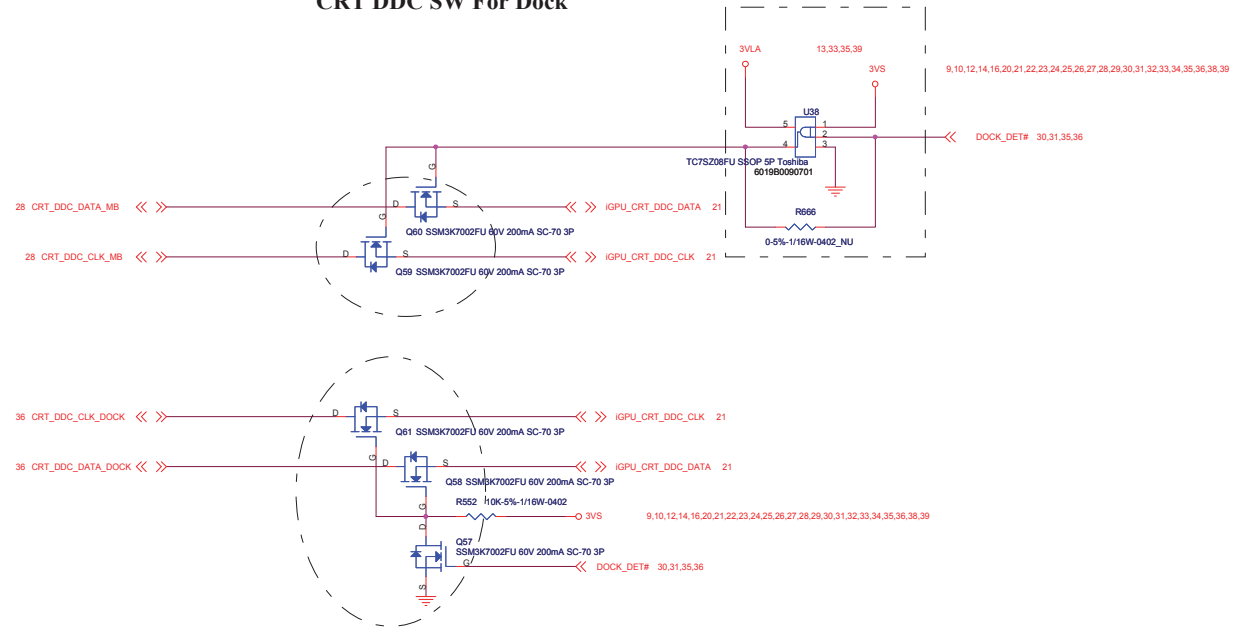 CRT DDC SW For Dock
3VLA 13,33,35,39
3VS 9,10,12,14,16,20,21,22,23,24,25,26,27,28,29,30,31,32,33,34,35,36,38,39
U38
5 1
2 DOCK_DET# 30,31,35,36
4 3
TC7SZ08FU SSOP 5P Toshiba
6019B0090701
G
28 CRT_DDC_DATA_MB D S iGPU_CRT_DDC_DATA 21
R666
G
Q60 SSM3K7002FU 60V 200mA SC-70 3P
0-5%-1/16W-0402_NU
28 CRT_DDC_CLK_MB D S iGPU_CRT_DDC_CLK 21
Q59 SSM3K7002FU 60V 200mA SC-70 3P
36 CRT_DDC_CLK_DOCK D S iGPU_CRT_DDC_CLK 21
Q61 SSM3K7002FU 60V 200mA SC-70 3P
G
36 CRT_DDC_DATA_DOCK D S iGPU_CRT_DDC_DATA 21
Q58 SSM3K7002FU 60V 200mA SC-70 3P
R552 10K-5%-1/16W-0402
G
3VS 9,10,12,14,16,20,21,22,23,24,25,26,27,28,29,30,31,32,33,34,35,36,38,39
D
Q57
SSM3K7002FU 60V 200mA SC-70 3P
G DOCK_DET# 30,31,35,36
S